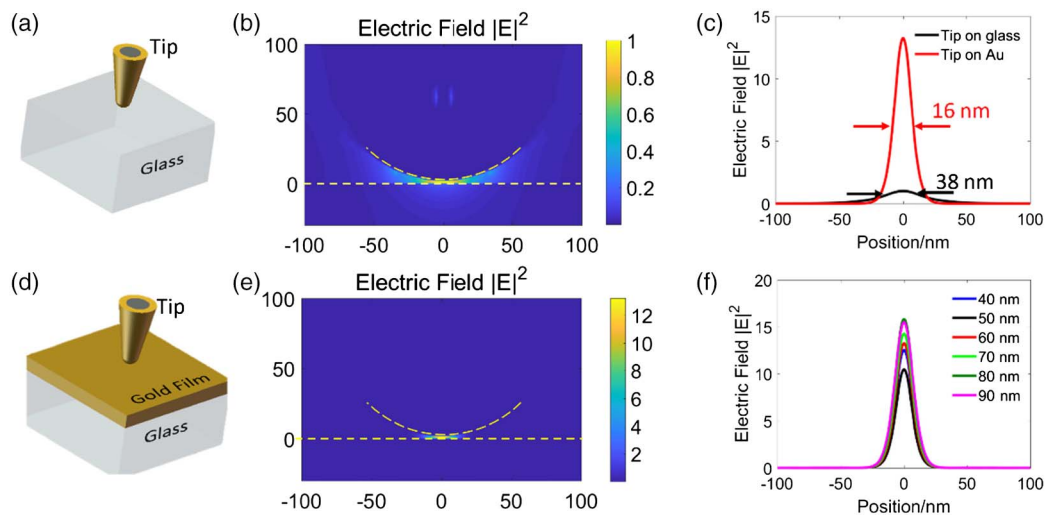 (a)
Tip
Glass
(b)
Electric Field |E|²
100
50
0
-100 -50 0 50 100
1
0.8
0.6
0.4
0.2
(c)
15
10
5
0
Electric Field |E|²
Tip on glass
Tip on Au
16 nm
38 nm
-100 -50 0 50 100
Position/nm
(d)
Tip
Gold Film
Glass
(e)
Electric Field |E|²
100
50
0
-100 -50 0 50 100
12
10
8
6
4
2
(f)
20
15
10
5
0
Electric Field |E|²
40 nm
50 nm
60 nm
70 nm
80 nm
90 nm
-100 -50 0 50 100
Position/nm